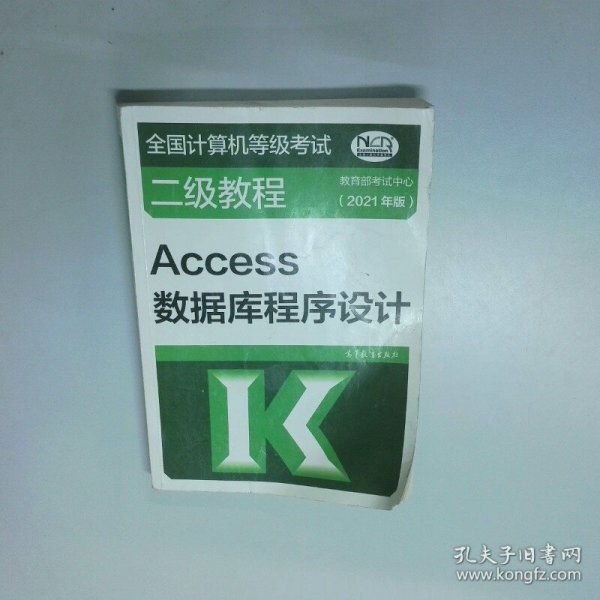 全国计算机等级考试
NCR
Examination
二级教程
教育部考试中心
(2021年版)
Access
数据库程序设计
高等教育出版社
K
孔夫子旧书网
www.kongfz.com